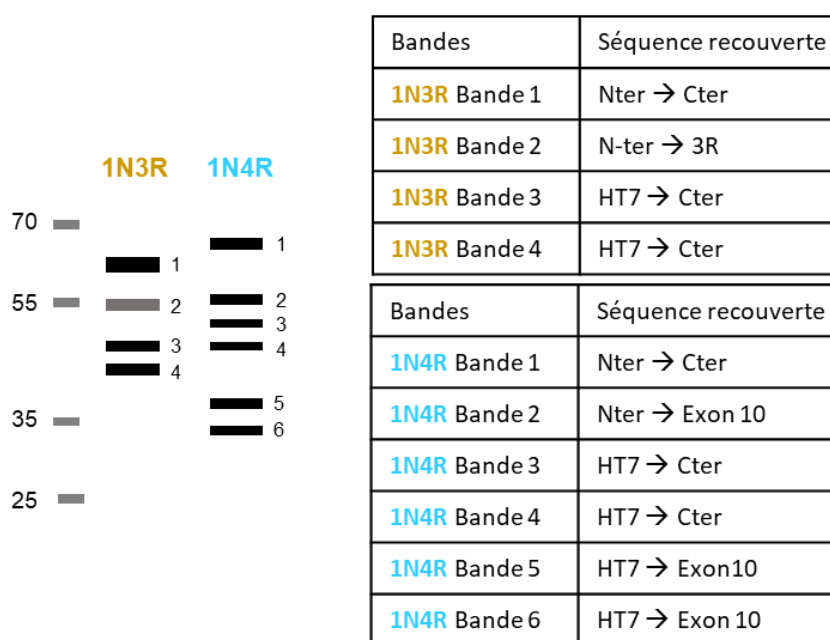 1N3R 1N4R
70
55
35
25
1
2
3
4
1
2
3
4
5
6
Bandes Séquence recouverte
1N3R Bande 1 Nter → Cter
1N3R Bande 2 N-ter → 3R
1N3R Bande 3 HT7 → Cter
1N3R Bande 4 HT7 → Cter
Bandes Séquence recouverte
1N4R Bande 1 Nter → Cter
1N4R Bande 2 Nter → Exon 10
1N4R Bande 3 HT7 → Cter
1N4R Bande 4 HT7 → Cter
1N4R Bande 5 HT7 → Exon10
1N4R Bande 6 HT7 → Exon 10